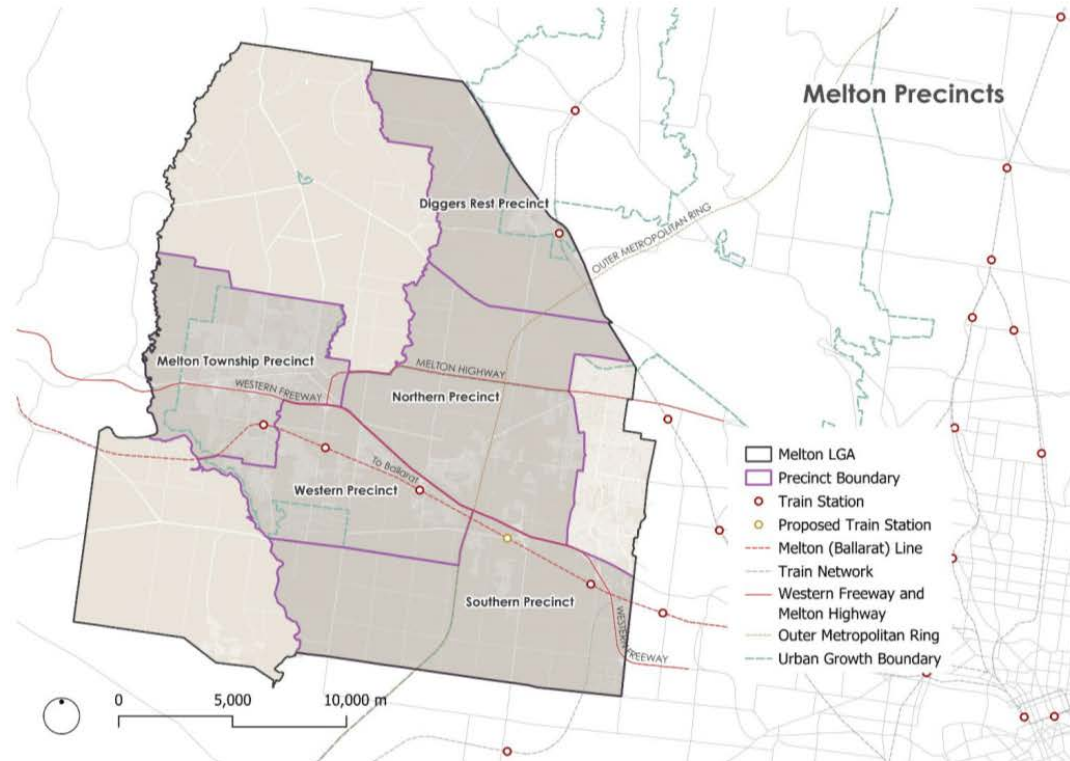 Melton Precincts
Diggers Rest Precinct
OUTER METROPOLITAN RING
Melton Township Precinct
WESTERN FREEWAY
MELTON HIGHWAY
Northern Precinct
To Ballarat
Western Precinct
Southern Precinct
WESTERN FREEWAY
Melton LGA
Precinct Boundary
Train Station
Proposed Train Station
Melton (Ballarat) Line
Train Network
Western Freeway and
Melton Highway
Outer Metropolitan Ring
Urban Growth Boundary
0 5,000 10,000 m